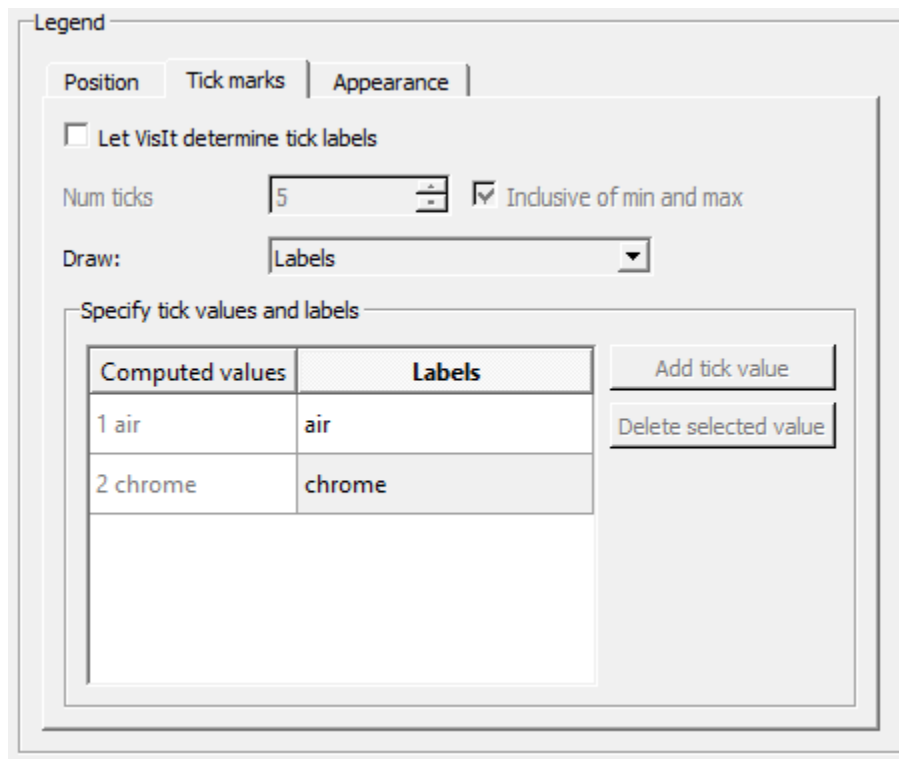 Legend
Position Tick marks Appearance
Let VisIt determine tick labels
Num ticks 5 Inclusive of min and max
Draw: Labels
Specify tick values and labels
Computed values Labels Add tick value
1 air air Delete selected value
2 chrome chrome